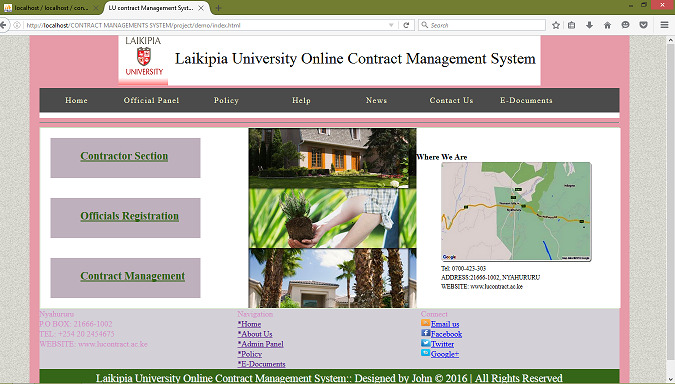 localhost / localhost / con...
LU contract Management Syst...
http://localhost/CONTRACT MANAGEMENTS SYSTEM/project/demo/index.html
Search
LAIKIPIA
UNIVERSITY
Laikipia University Online Contract Management System
Home Official Panel Policy Help News Contact Us E-Documents
Contractor Section
Officials Registration
Contract Management
Where We Are
Google
Tel: 0700-423-303
ADDRESS:21666-1002, NYAHURURU
WEBSITE: www.lucontract.ac.ke
Nyahururu
P.O BOX: 21666-1002
TEL: +254 20 2454675
WEBSITE: www.lucontract.ac.ke
Navigation
*Home
*About Us
*Admin Panel
*Policy
*E-Documents
Connect
Email us
Facebook
Twitter
Google+
Laikipia University Online Contract Management System:: Designed by John © 2016 | All Rights Reserved